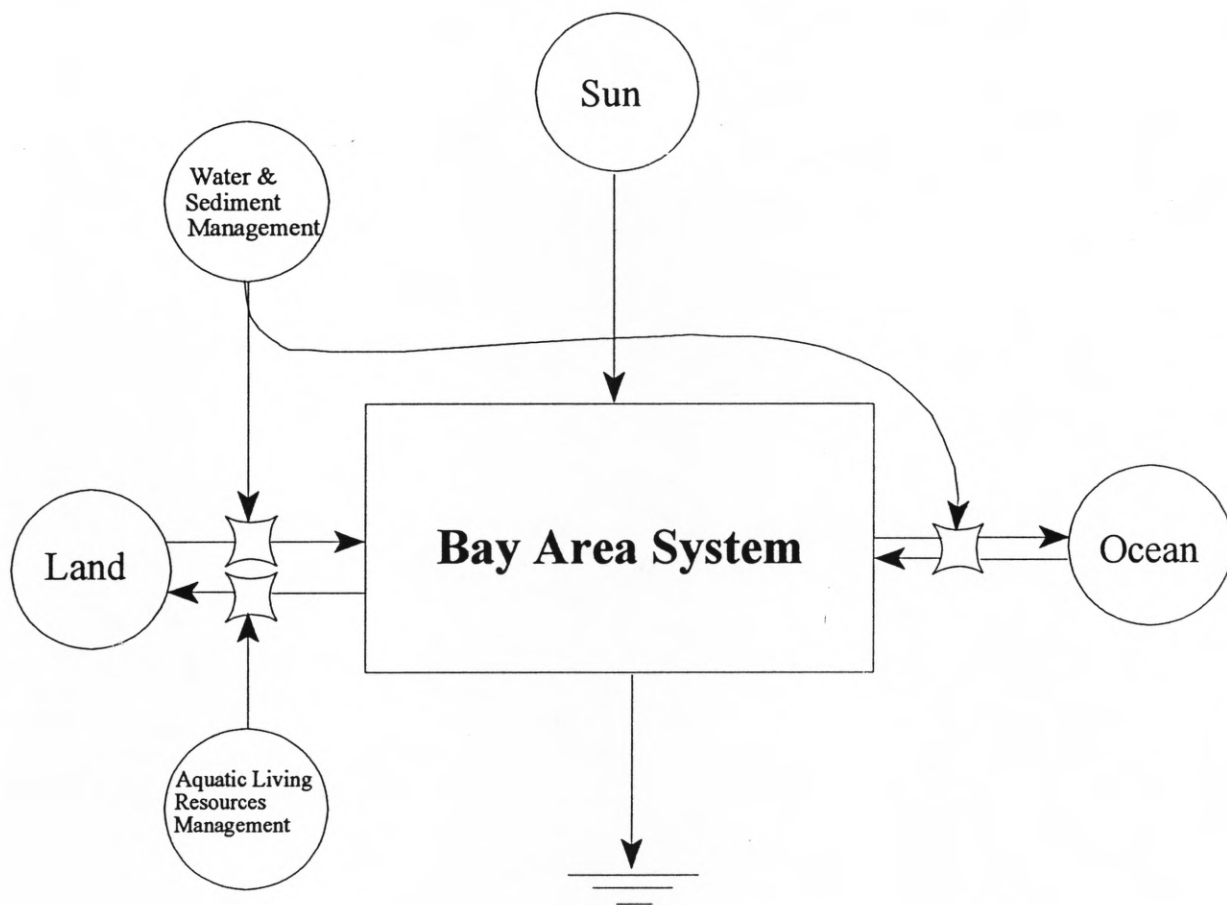 Sun
Water &
Sediment
Management
Land
Bay Area System
Ocean
Aquatic Living
Resources
Management